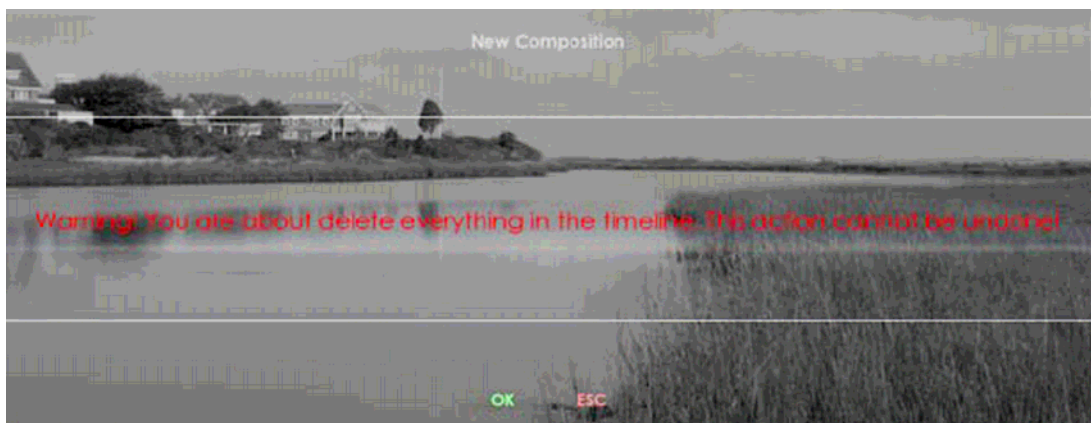 New Composition
Warning! You are about delete everything in the timeline. This action cannot be undone!
OK ESC